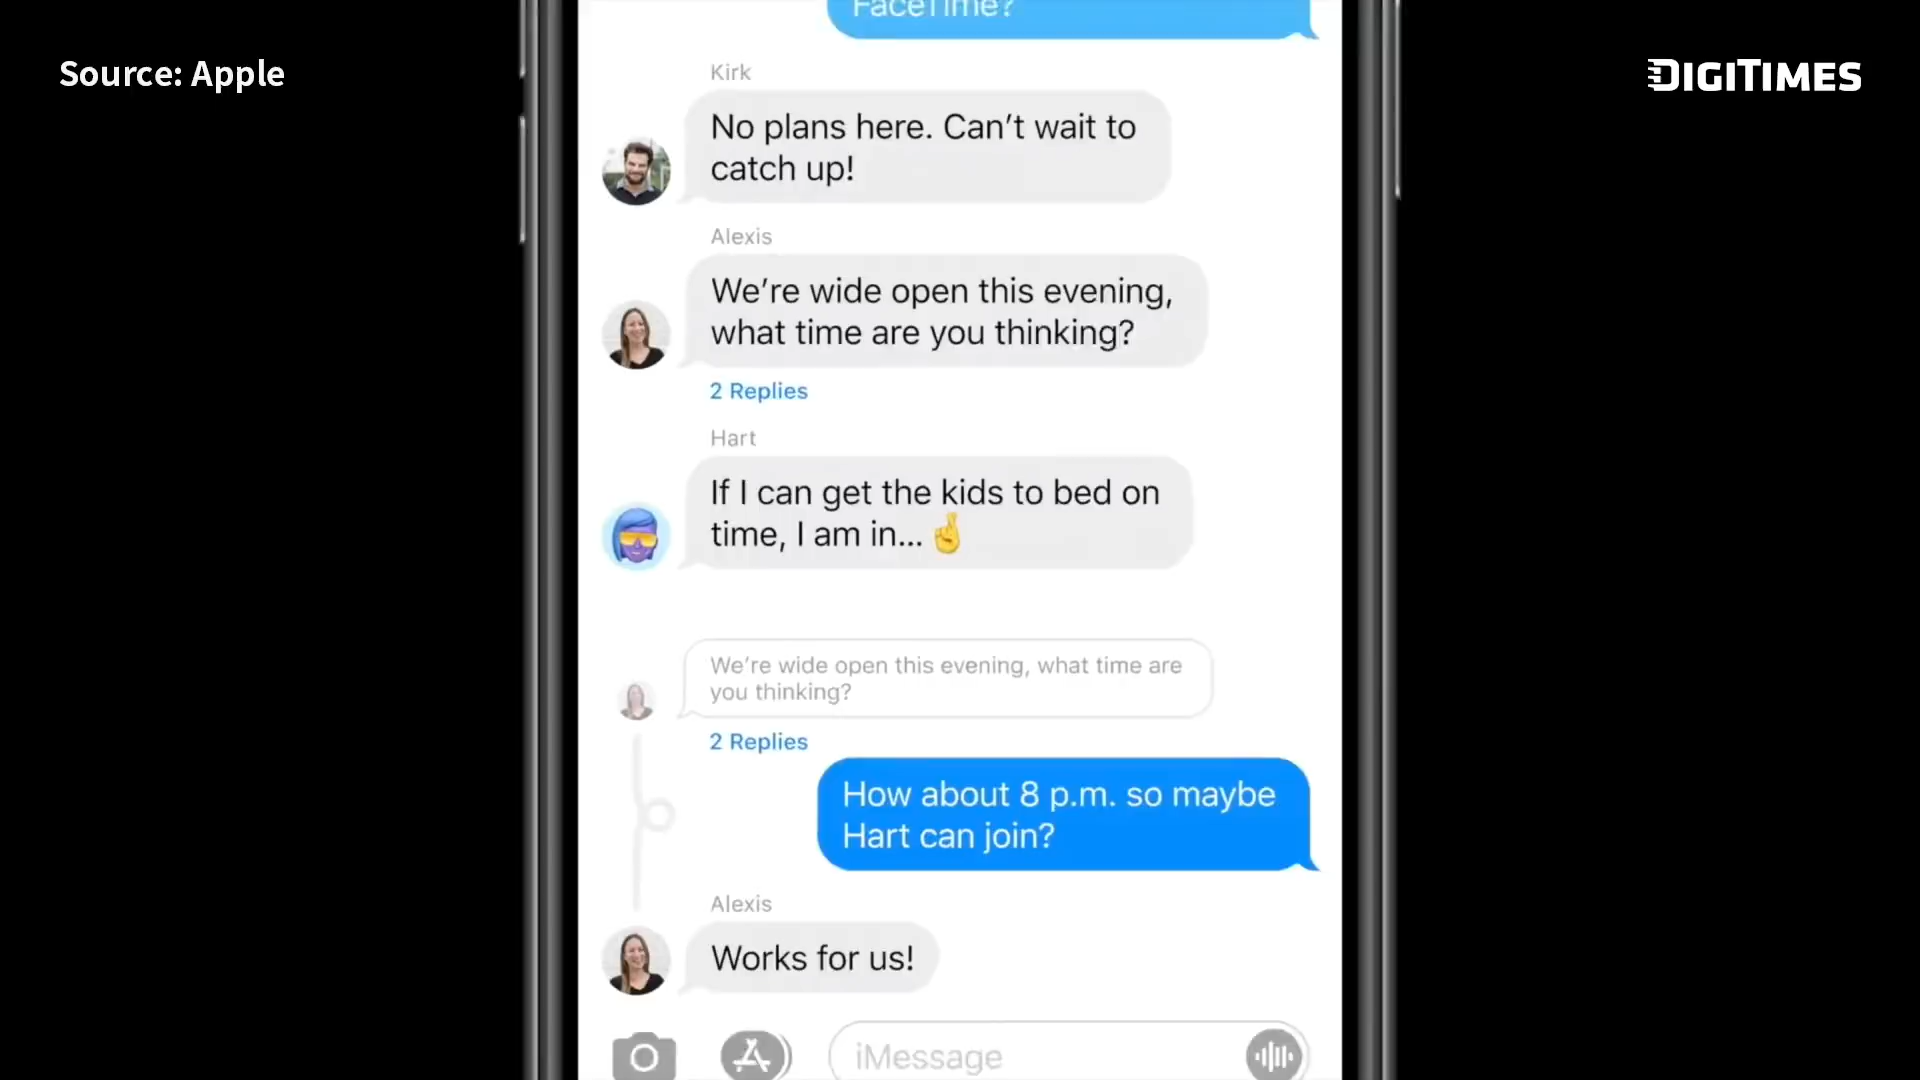 FaceTime?
Source: Apple
DIGITIMES
Kirk
No plans here. Can’t wait to
catch up!
Alexis
We’re wide open this evening,
what time are you thinking?
2 Replies
Hart
If I can get the kids to bed on
time, I am in... 🤞
We’re wide open this evening, what time are
you thinking?
2 Replies
How about 8 p.m. so maybe
Hart can join?
Alexis
Works for us!
iMessage